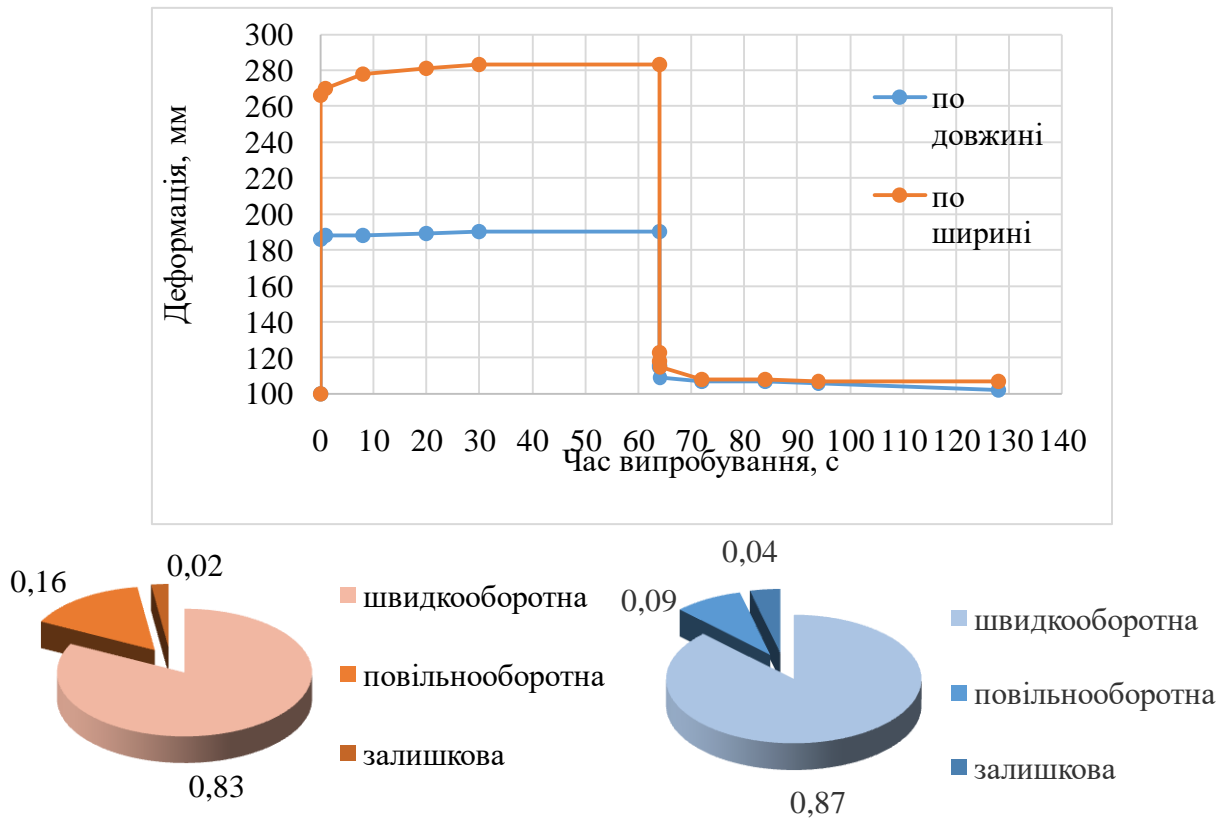 300
280
260
240
220
200
180
160
140
120
100
Деформація, мм
0 10 20 30 40 50 60 70 80 90 100 110 120 130 140
Час випробування, с
по
довжині
по
ширині
0,16
0,02
0,83
швидкооборотна
повільнооборотна
залишкова
0,04
0,09
0,87
швидкооборотна
повільнооборотна
залишкова